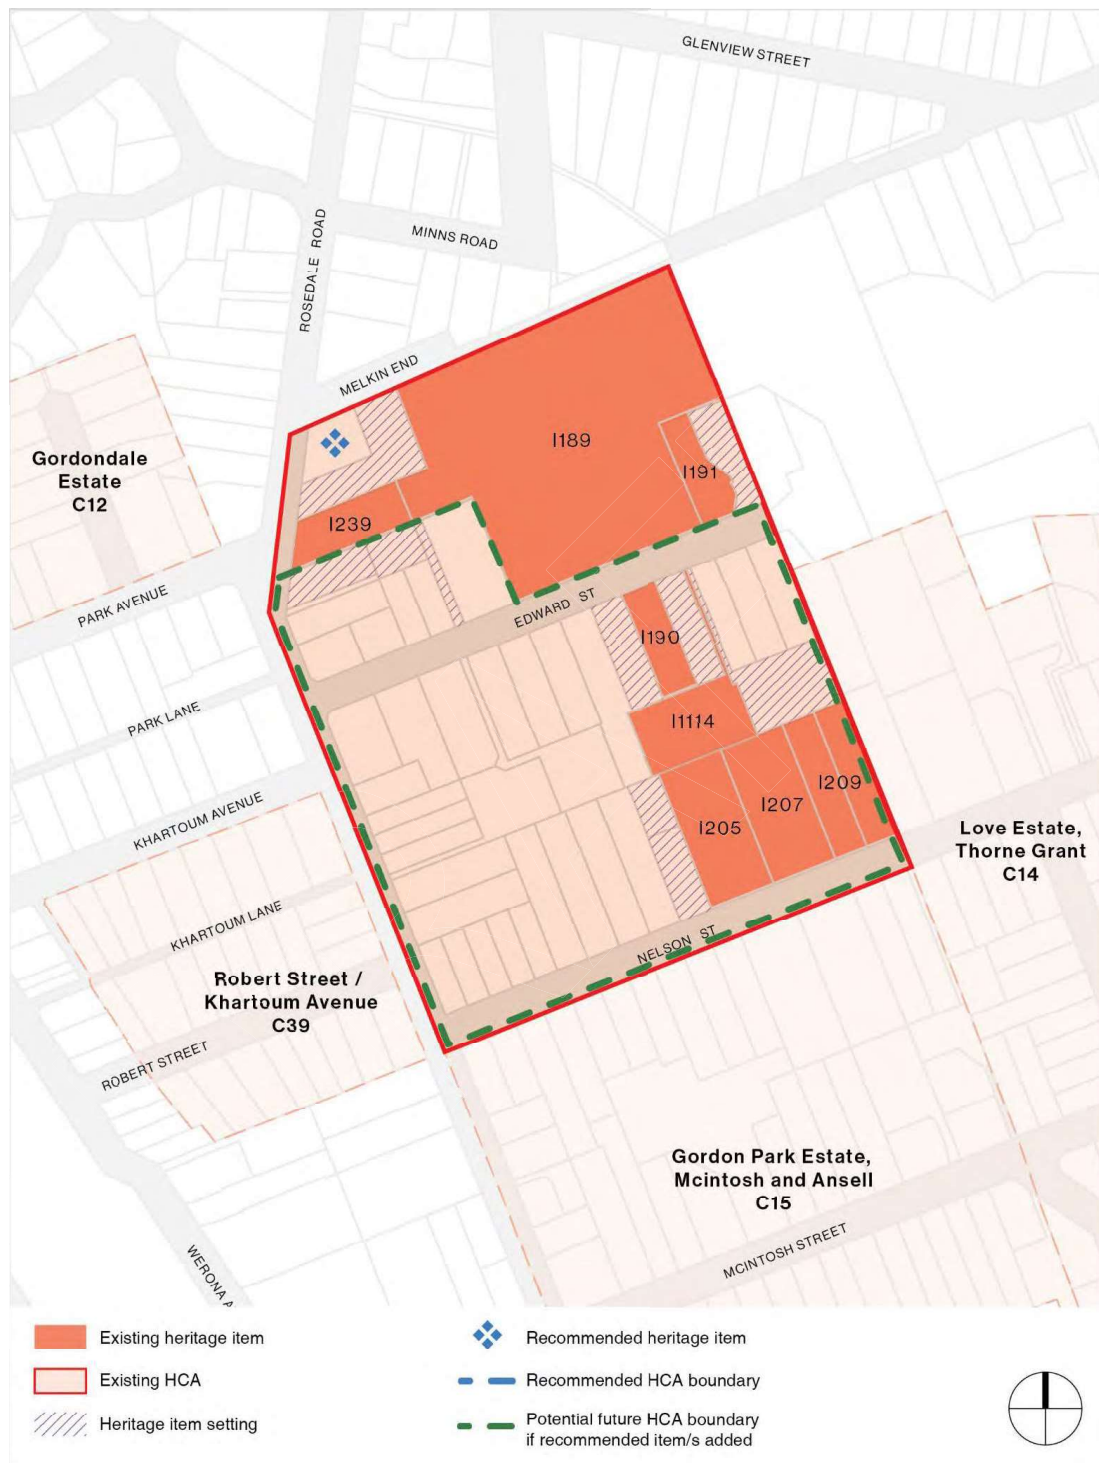 GLENVIEW STREET
MINNS ROAD
ROSEDALE ROAD
MELKIN END
I189
I191
Gordondale
Estate
C12
I239
PARK AVENUE
EDWARD ST
I190
PARK LANE
I1114
KHARTOUM AVENUE
I209
I207
I205
Love Estate,
Thorne Grant
C14
KHARTOUM LANE
NELSON ST
Robert Street /
Khartoum Avenue
C39
ROBERT STREET
Gordon Park Estate,
Mcintosh and Ansell
C15
MCINTOSH STREET
WERONA A
Existing heritage item
Existing HCA
Heritage item setting
Recommended heritage item
Recommended HCA boundary
Potential future HCA boundary
if recommended item/s added